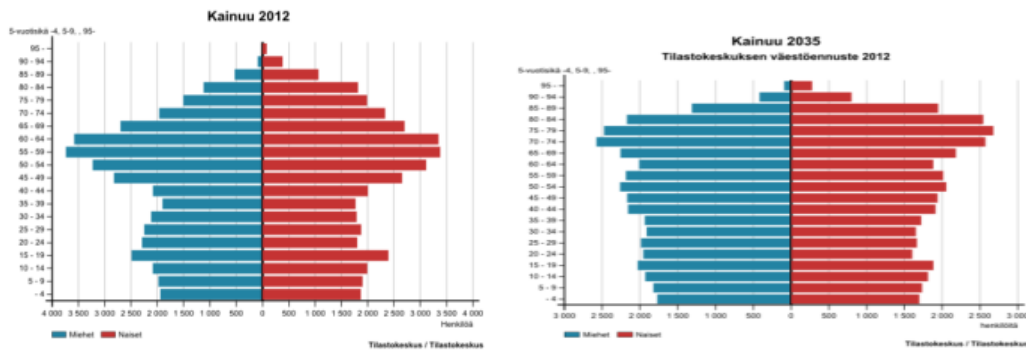 Kainuu 2012
5-vuotisikä -4, 5-9, , 95-
95 -
90 - 94
85 - 89
80 - 84
75 - 79
70 - 74
65 - 69
60 - 64
55 - 59
50 - 54
45 - 49
40 - 44
35 - 39
30 - 34
25 - 29
20 - 24
15 - 19
10 - 14
5 - 9
- 4
4 000 3 500 3 000 2 500 2 000 1 500 1 000 500 0 500 1 000 1 500 2 000 2 500 3 000 3 500 4 000
Henkilöä
Miehet Naiset
Tilastokeskus / Tilastokeskus
Kainuu 2035
Tilastokeskuksen väestöennuste 2012
5-vuotisikä -4, 5-9, , 95-
95 -
90 - 94
85 - 89
80 - 84
75 - 79
70 - 74
65 - 69
60 - 64
55 - 59
50 - 54
45 - 49
40 - 44
35 - 39
30 - 34
25 - 29
20 - 24
15 - 19
10 - 14
5 - 9
- 4
3 000 2 500 2 000 1 500 1 000 500 0 500 1 000 1 500 2 000 2 500 3 000
henkilöitä
Miehet Naiset
Tilastokeskus / Tilastokeskus